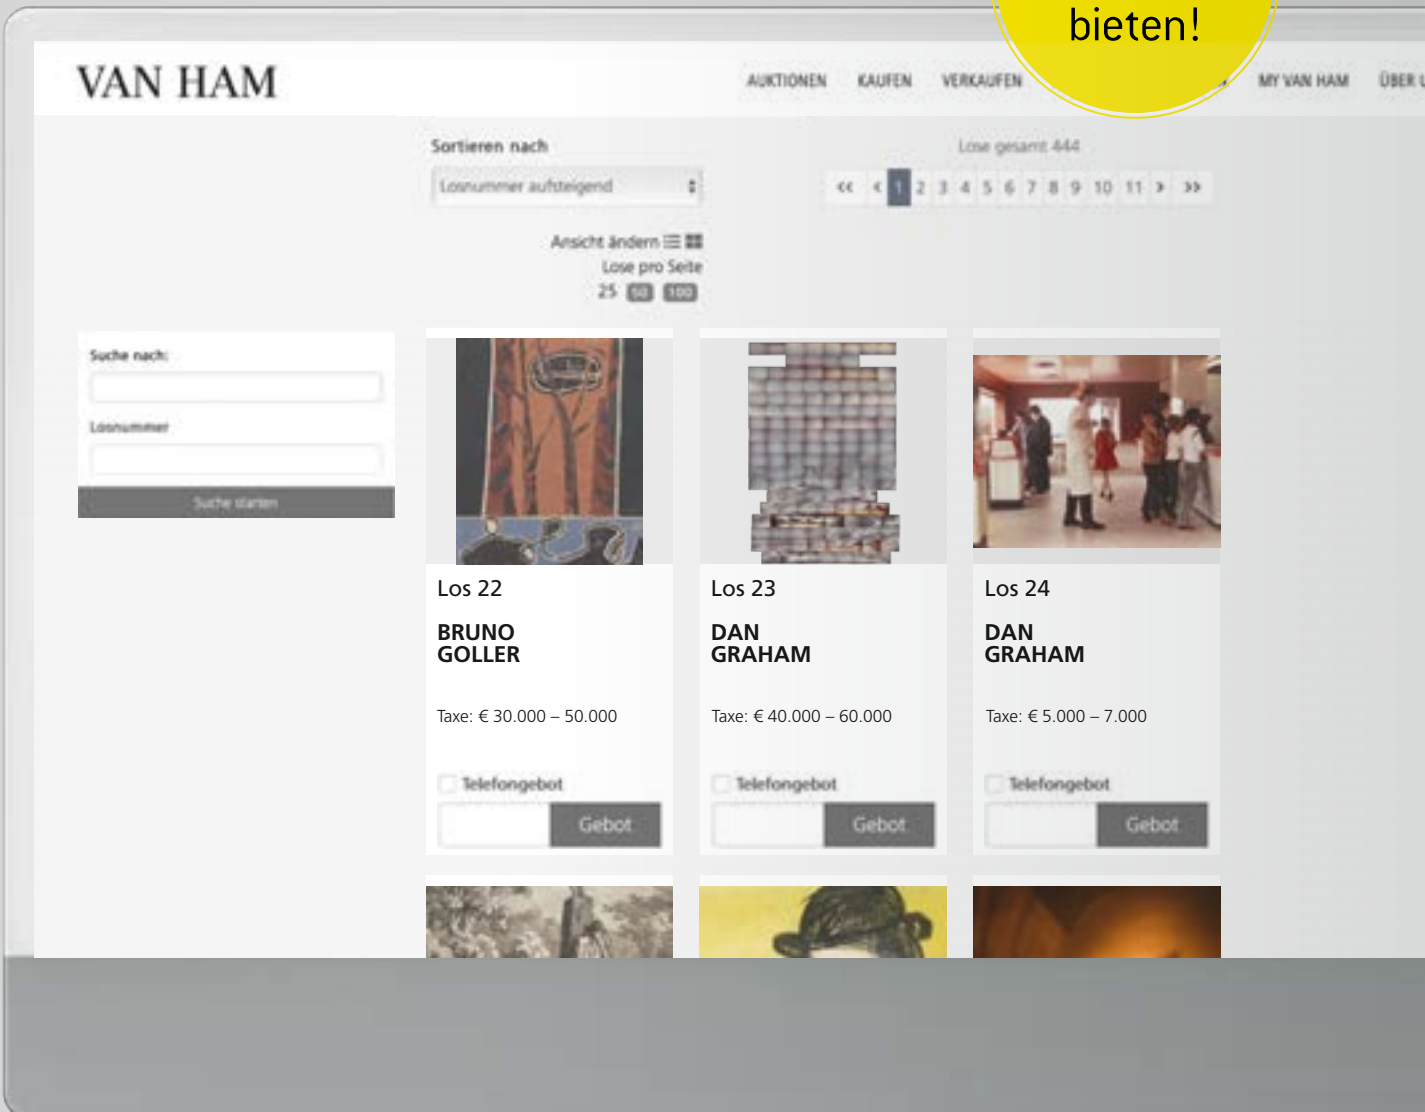 bieten!
VAN HAM
AUKTIONEN KAUFEN VERKAUFEN MY VAN HAM ÜBER U
Sortieren nach
Lose gesamt 444
Losnummer aufsteigend
<< < 1 2 3 4 5 6 7 8 9 10 11 > >>
Ansicht ändern
Lose pro Seite
25 50 100
Suche nach:
Losnummer
Suche starten
Los 22
BRUNO
GOLLER
Taxe: € 30.000 – 50.000
Telefongebot
Gebot
Los 23
DAN
GRAHAM
Taxe: € 40.000 – 60.000
Telefongebot
Gebot
Los 24
DAN
GRAHAM
Taxe: € 5.000 – 7.000
Telefongebot
Gebot